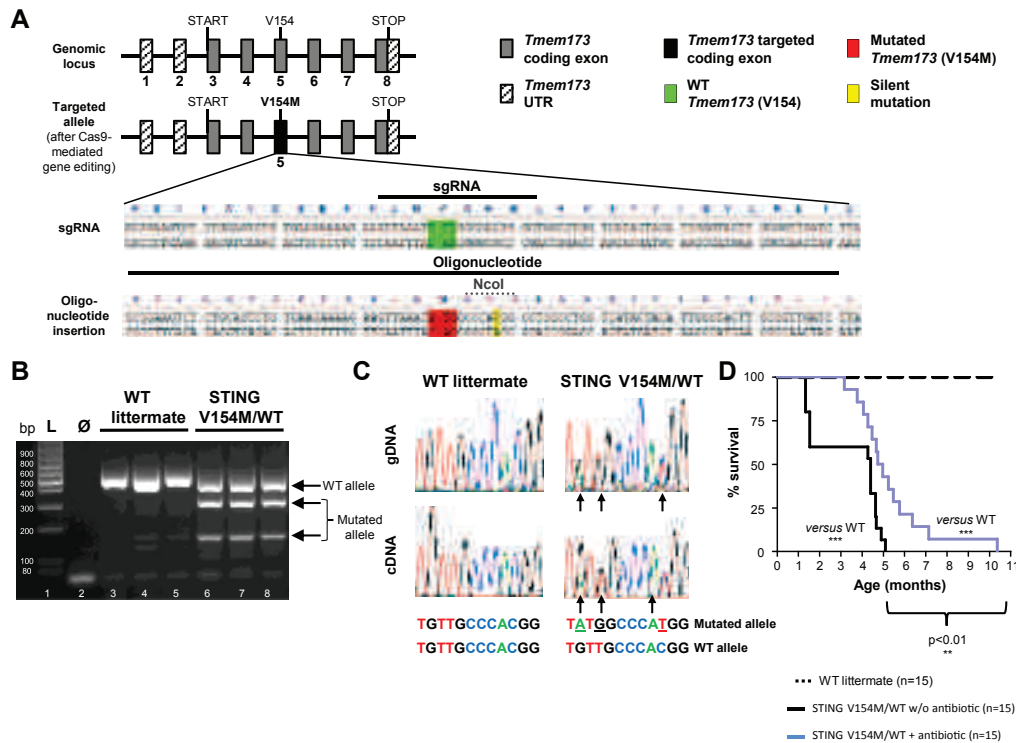 A
START V154 STOP
Genomic locus
1 2 3 4 5 6 7 8
Targeted allele
(after Cas9-mediated gene editing)
START V154M STOP
5
Tmem173 coding exon
Tmem173 UTR
Tmem173 targeted coding exon
WT Tmem173 (V154)
Mutated Tmem173 (V154M)
Silent mutation
sgRNA
sgRNA
Oligonucleotide
NcoI
Oligo-nucleotide insertion
B
bp L Ø
WT littermate
STING V154M/WT
900
800
700
600
500
400
300
200
100
80
1 2 3 4 5 6 7 8
WT allele
Mutated allele
C
WT littermate STING V154M/WT
gDNA
cDNA
TGTTGCCCACGG TATGGCCCATGG Mutated allele
TGTTGCCCACGG TGTTGCCCACGG WT allele
D
% survival
100
75
50
25
0
versus WT
***
versus WT
***
0 1 2 3 4 5 6 7 8 9 10 11
Age (months)
p<0.01
**
WT littermate (n=15)
STING V154M/WT w/o antibiotic (n=15)
STING V154M/WT + antibiotic (n=15)